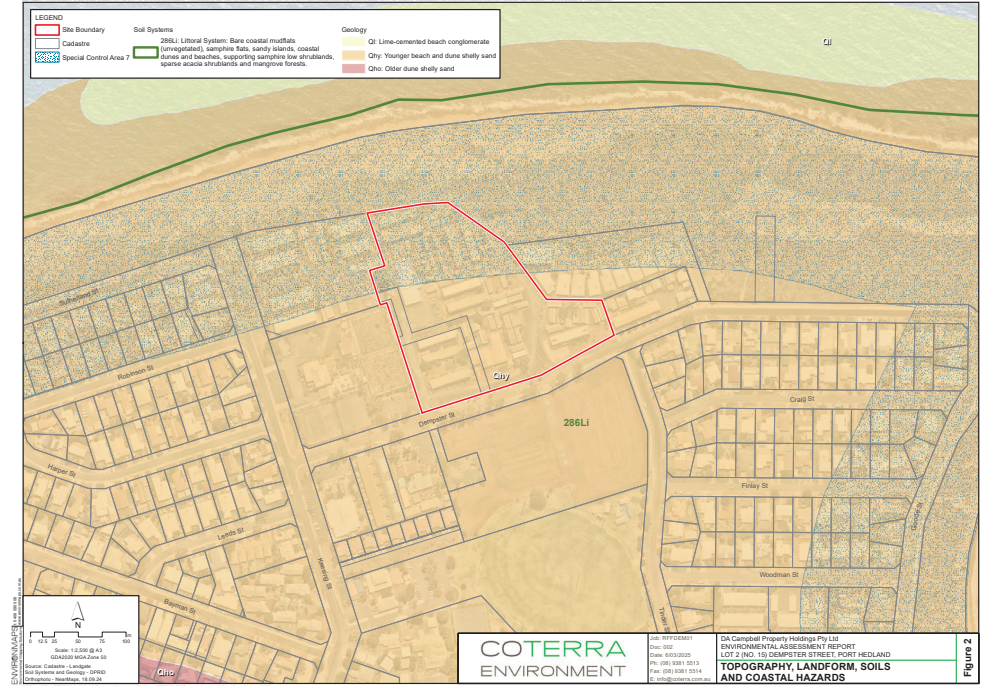 LEGEND
Site Boundary
Cadastre
Special Control Area 7
Soil Systems
286Li: Littoral System: Bare coastal mudflats
(unvegetated), samphire flats, sandy islands, coastal
dunes and beaches, supporting samphire low shrublands,
sparse acacia shrublands and mangrove forests.
Geology
Ql: Lime-cemented beach conglomerate
Qhy: Younger beach and dune shelly sand
Qho: Older dune shelly sand
Ql
Sutherland St
Robinson St
Qhy
Craig St
Dempster St
286Li
Harper St
Finlay St
Goode St
Leeds St
Keesing St
Woodman St
Bayman St
Qho
N
0 12.5 25 50 75 100
m
Scale: 1:2,500 @ A3
GDA2020 MGA Zone 50
Source: Cadastre - Landgate
Soil Systems and Geology - DPIRD
Orthophoto - NearMaps, 18.09.24
ENVIRONMAPS
COTERRA
ENVIRONMENT
Doc: 002
Date: 6/03/2025
Ph: (08) 9381 5513
Fax: (08) 9381 5514
E: info@coterra.com.au
DA Campbell Property Holdings Pty Ltd
ENVIRONMENTAL ASSESSMENT REPORT
LOT 2 (NO. 15) DEMPSTER STREET, PORT HEDLAND
TOPOGRAPHY, LANDFORM, SOILS
AND COASTAL HAZARDS
Figure 2